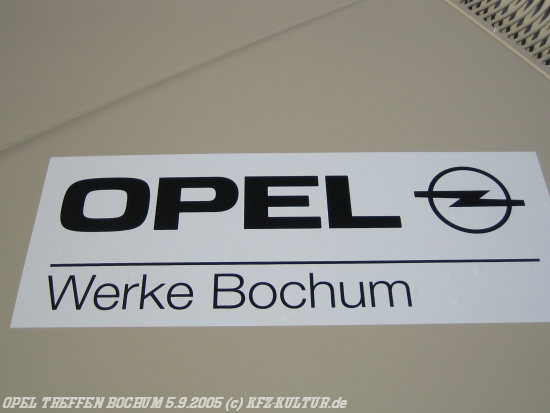 OPEL
Werke Bochum
OPEL TREFFEN BOCHUM 5.9.2005 (c) KFZ-KULTUR.de